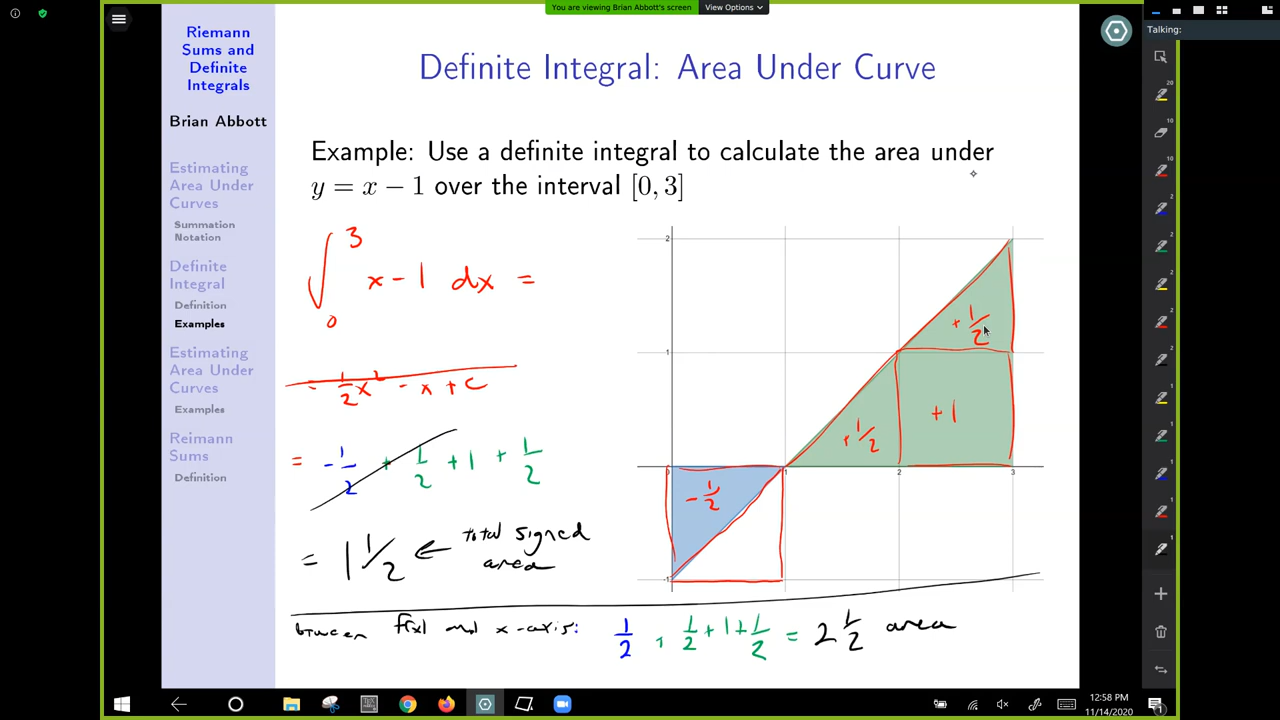 You are viewing Brian Abbott's screen
View Options
Talking:
Riemann
Sums and
Definite
Integrals
Brian Abbott
Estimating
Area Under
Curves
Summation
Notation
Definite
Integral
Definition
Examples
Estimating
Area Under
Curves
Examples
Reimann
Sums
Definition
Definite Integral: Area Under Curve
Example: Use a definite integral to calculate the area under
y = x − 1 over the interval [0, 3]
∫₀³ x - 1 dx =
= 1/2 x² - x + C
= -1/2 + 1/2 + 1 + 1/2
= 1 1/2 ← total signed
area
2
1
0
1
2
3
-1
+ 1/2
+ 1/2
+ 1
- 1/2
between f(x) and x-axis: 1/2 + 1/2 + 1 + 1/2 = 2 1/2 area
20
10
12:58 PM
11/14/2020
1